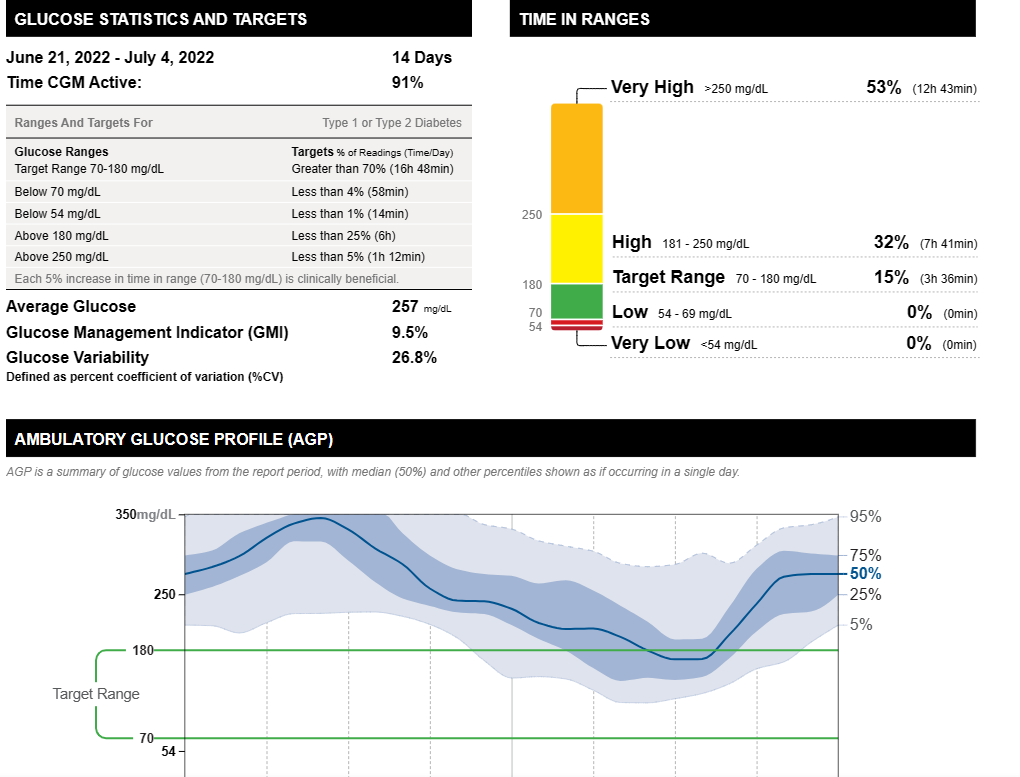 GLUCOSE STATISTICS AND TARGETS
June 21, 2022 - July 4, 2022 14 Days
Time CGM Active: 91%
Ranges And Targets For Type 1 or Type 2 Diabetes
Glucose Ranges Targets % of Readings (Time/Day)
Target Range 70-180 mg/dL Greater than 70% (16h 48min)
Below 70 mg/dL Less than 4% (58min)
Below 54 mg/dL Less than 1% (14min)
Above 180 mg/dL Less than 25% (6h)
Above 250 mg/dL Less than 5% (1h 12min)
Each 5% increase in time in range (70-180 mg/dL) is clinically beneficial.
Average Glucose 257 mg/dL
Glucose Management Indicator (GMI) 9.5%
Glucose Variability 26.8%
Defined as percent coefficient of variation (%CV)
TIME IN RANGES
Very High >250 mg/dL 53% (12h 43min)
250
High 181 - 250 mg/dL 32% (7h 41min)
Target Range 70 - 180 mg/dL 15% (3h 36min)
180
Low 54 - 69 mg/dL 0% (0min)
70
54
Very Low <54 mg/dL 0% (0min)
AMBULATORY GLUCOSE PROFILE (AGP)
AGP is a summary of glucose values from the report period, with median (50%) and other percentiles shown as if occurring in a single day.
350mg/dL
95%
75%
50%
250
25%
5%
180
Target Range
70
54